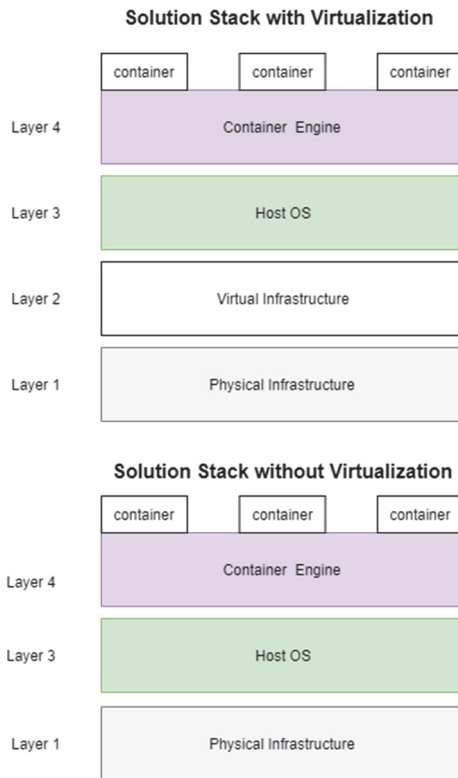 Solution Stack with Virtualization
container container container
Layer 4 Container Engine
Layer 3 Host OS
Layer 2 Virtual Infrastructure
Layer 1 Physical Infrastructure
Solution Stack without Virtualization
container container container
Container Engine
Layer 4
Layer 3 Host OS
Layer 1 Physical Infrastructure